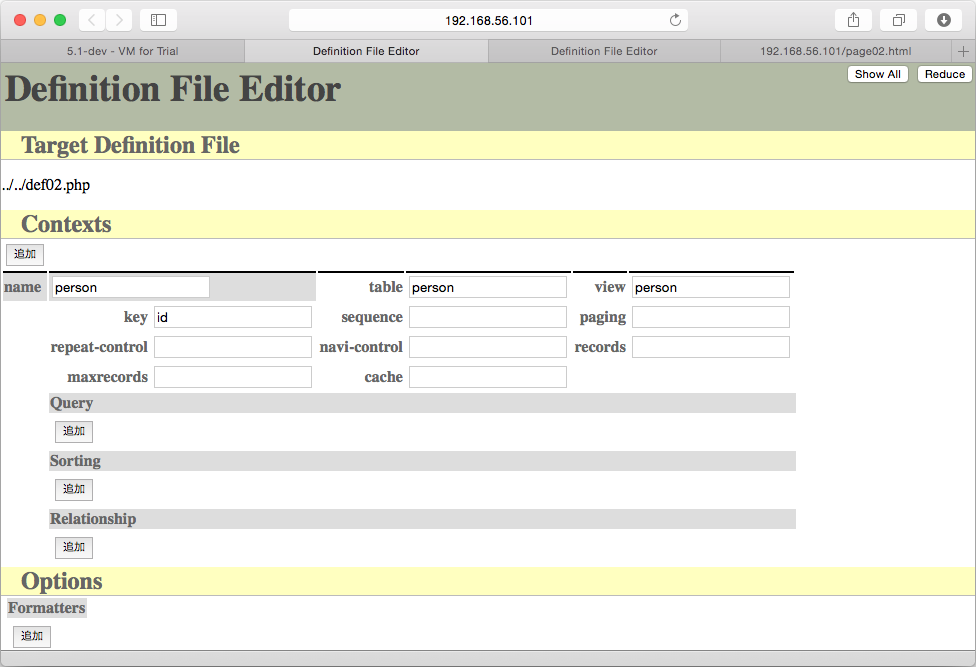 192.168.56.101
5.1-dev - VM for Trial
Definition File Editor
Definition File Editor
192.168.56.101/page02.html
Definition File Editor
Show All
Reduce
Target Definition File
../../def02.php
Contexts
追加
name person table person view person
key id sequence paging
repeat-control navi-control records
maxrecords cache
Query
追加
Sorting
追加
Relationship
追加
Options
Formatters
追加